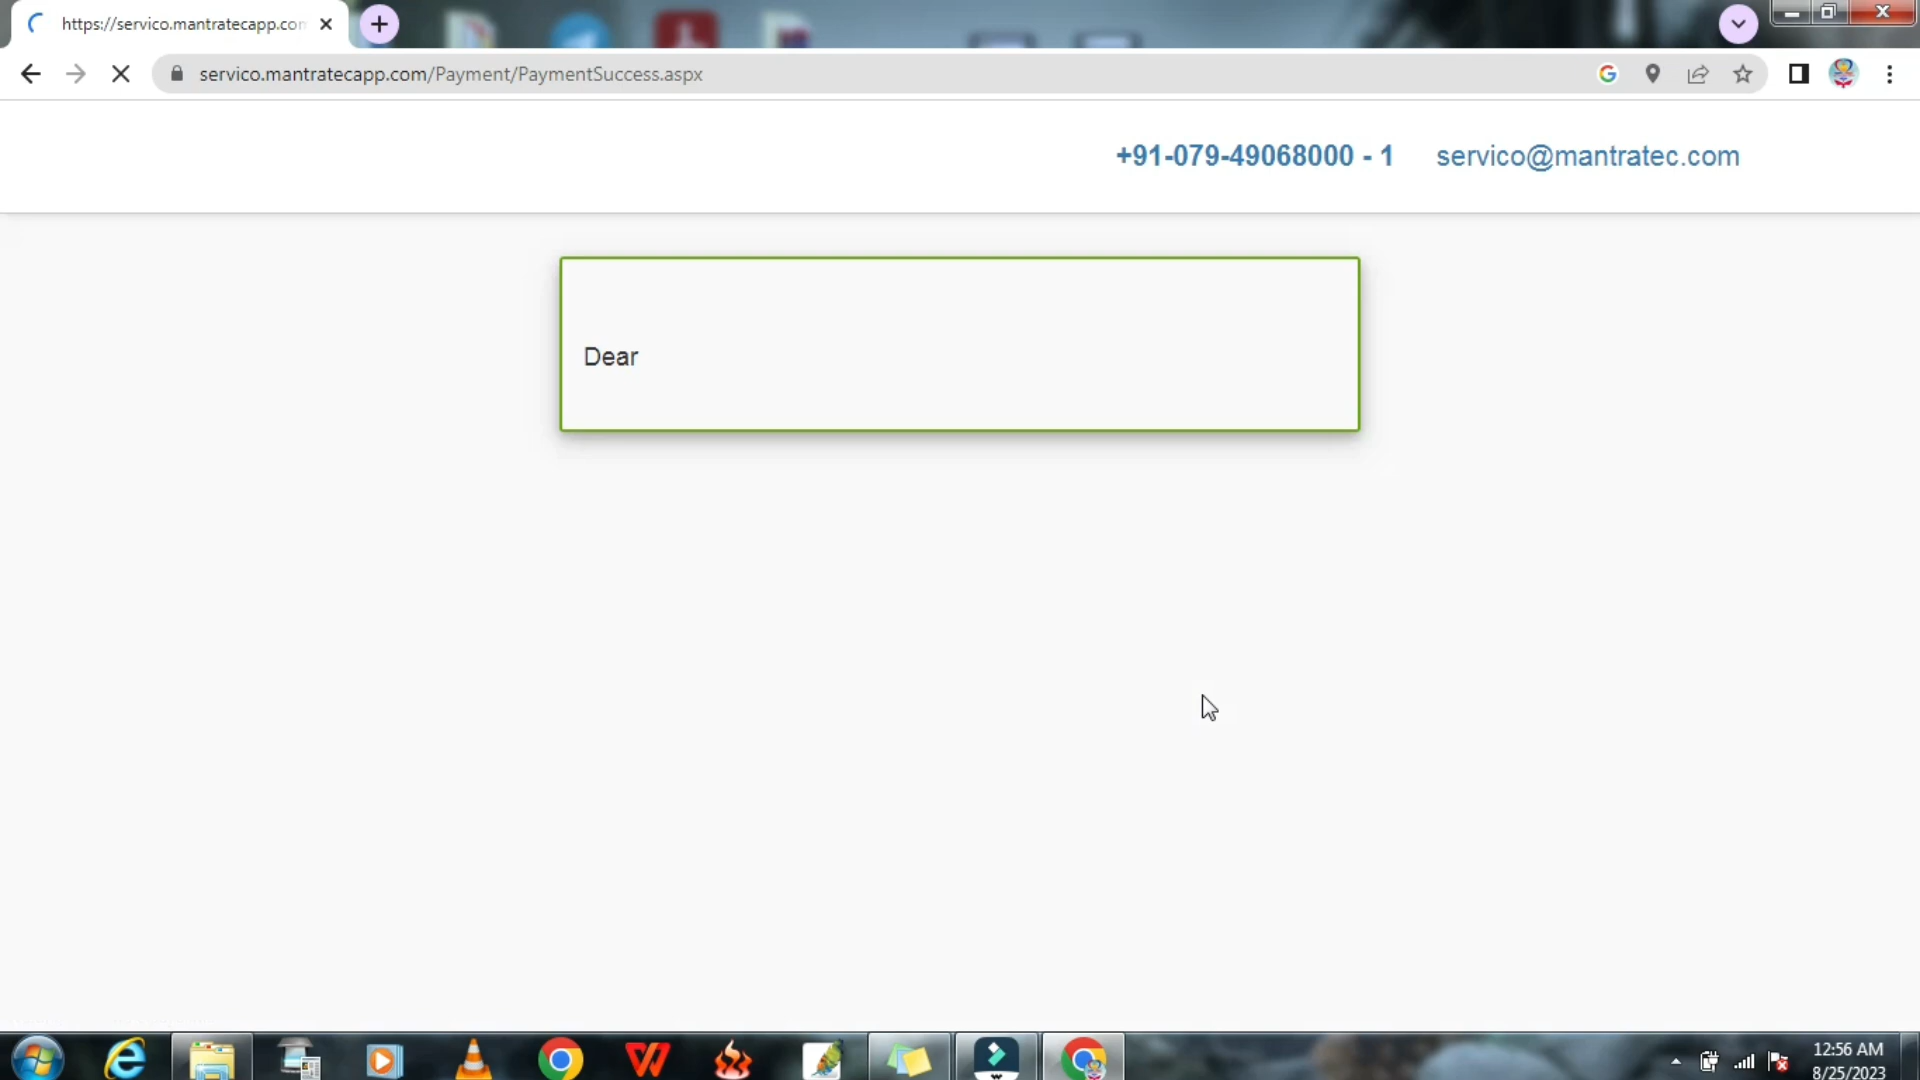 https://servico.mantratecapp.com
servico.mantratecapp.com/Payment/PaymentSuccess.aspx
+91-079-49068000 - 1 servico@mantratec.com
Dear
12:56 AM
8/25/2023